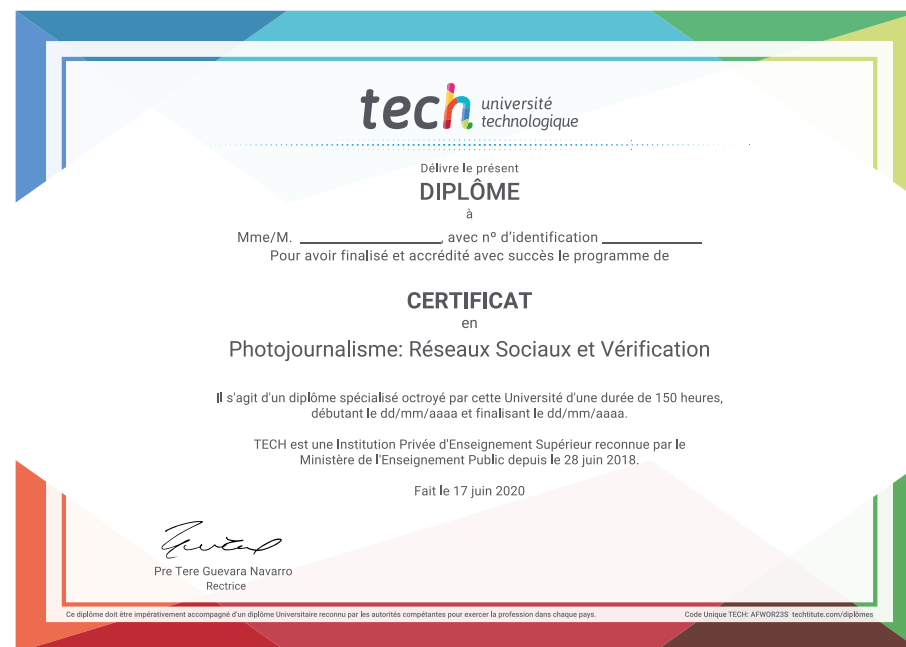 tech université
technologique
Délivre le présent
DIPLÔME
à
Mme/M. ____________________, avec nº d'identification ______________
Pour avoir finalisé et accrédité avec succès le programme de
CERTIFICAT
en
Photojournalisme: Réseaux Sociaux et Vérification
Il s'agit d'un diplôme spécialisé octroyé par cette Université d'une durée de 150 heures,
débutant le dd/mm/aaaa et finalisant le dd/mm/aaaa.
TECH est une Institution Privée d'Enseignement Supérieur reconnue par le
Ministère de l'Enseignement Public depuis le 28 juin 2018.
Fait le 17 juin 2020
Pre Tere Guevara Navarro
Rectrice
Ce diplôme doit être impérativement accompagné d'un diplôme Universitaire reconnu par les autorités compétentes pour exercer la profession dans chaque pays.
Code Unique TECH: AFWOR23S techtitute.com/diplômes